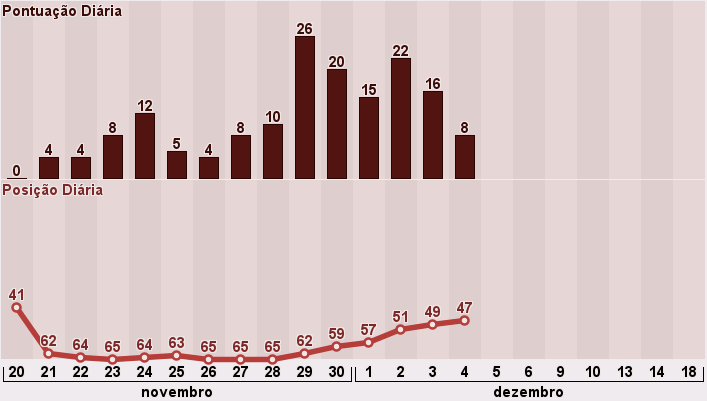 Pontuação Diária
0 4 4 8 12 5 4 8 10 26 20 15 22 16 8
Posição Diária
41 62 64 65 64 63 65 65 65 62 59 57 51 49 47
20 21 22 23 24 25 26 27 28 29 30 1 2 3 4 5 6 9 10 13 14 18
novembro dezembro